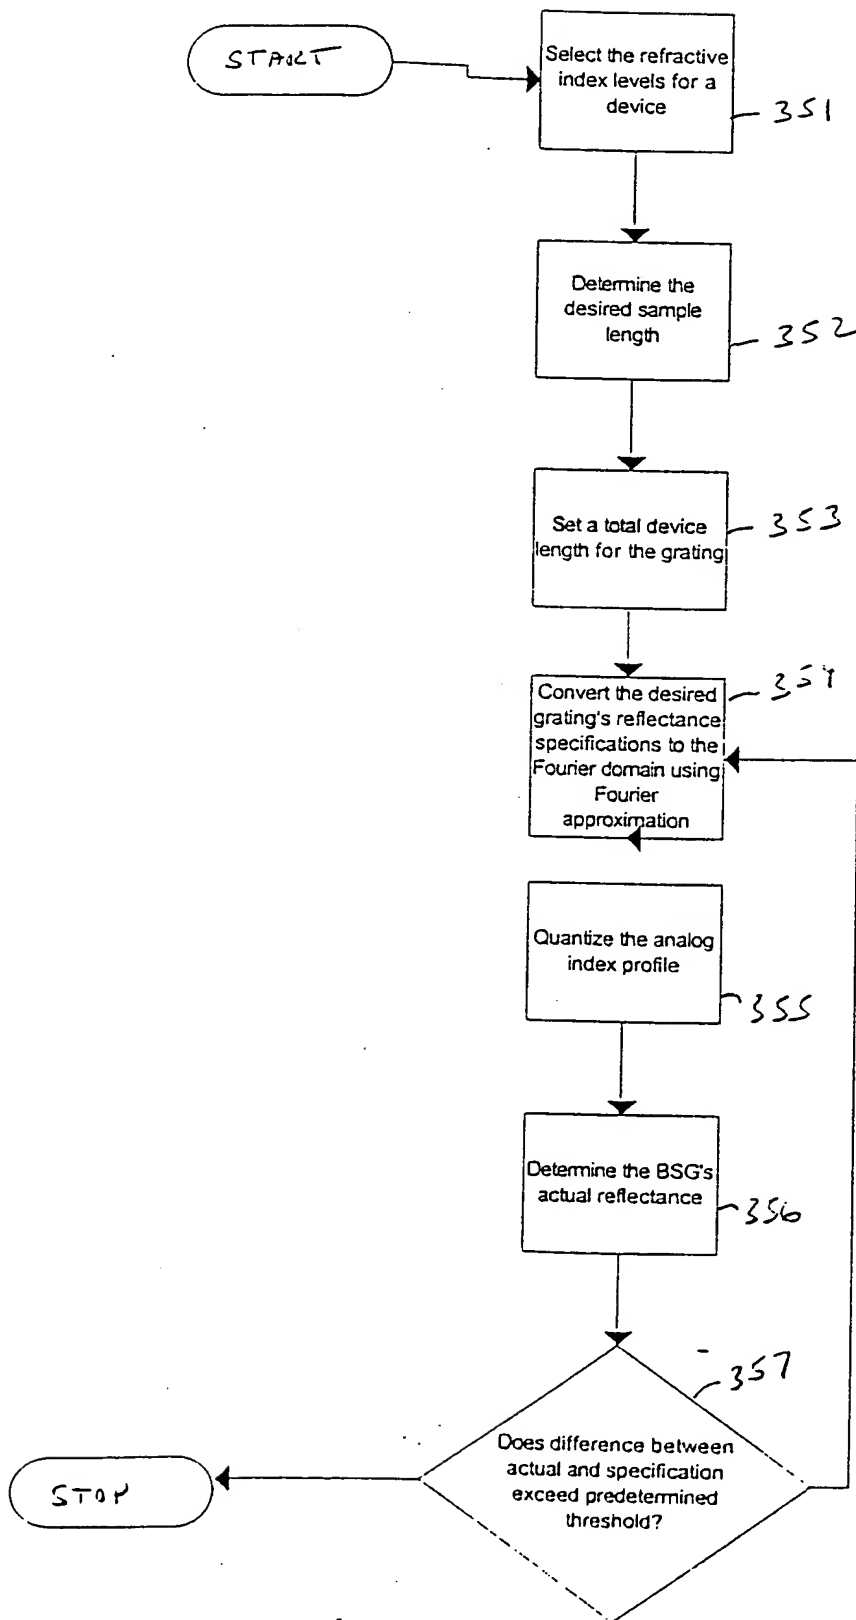 START
Select the refractive
index levels for a
device
351
Determine the
desired sample
length
352
Set a total device
length for the grating
353
Convert the desired
grating's reflectance
specifications to the
Fourier domain using
Fourier
approximation
354
Quantize the analog
index profile
355
Determine the BSG's
actual reflectance
356
357
Does difference between
actual and specification
exceed predetermined
threshold?
STOP